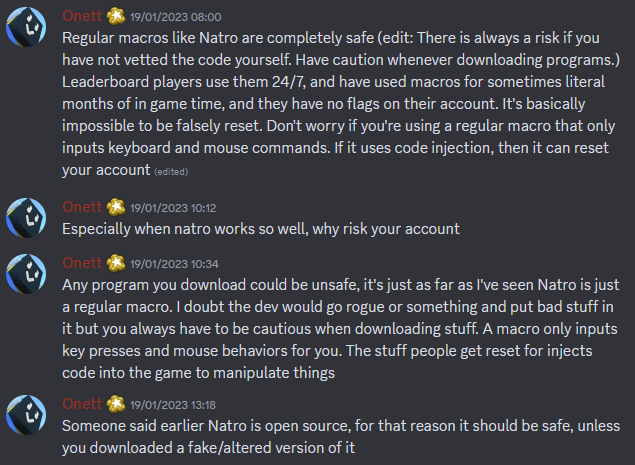 Onett 19/01/2023 08:00
Regular macros like Natro are completely safe (edit: There is always a risk if you
have not vetted the code yourself. Have caution whenever downloading programs.)
Leaderboard players use them 24/7, and have used macros for sometimes literal
months of in game time, and they have no flags on their account. It's basically
impossible to be falsely reset. Don't worry if you're using a regular macro that only
inputs keyboard and mouse commands. If it uses code injection, then it can reset
your account (edited)
Onett 19/01/2023 10:12
Especially when natro works so well, why risk your account
Onett 19/01/2023 10:34
Any program you download could be unsafe, it's just as far as I've seen Natro is just
a regular macro. I doubt the dev would go rogue or something and put bad stuff in
it but you always have to be cautious when downloading stuff. A macro only inputs
key presses and mouse behaviors for you. The stuff people get reset for injects
code into the game to manipulate things
Onett 19/01/2023 13:18
Someone said earlier Natro is open source, for that reason it should be safe, unless
you downloaded a fake/altered version of it